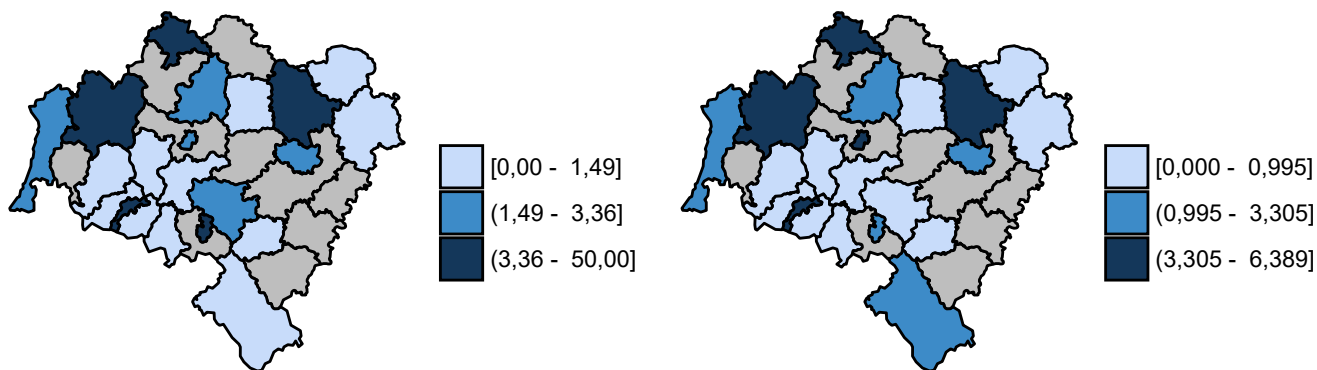 [0,00 - 1,49]
(1,49 - 3,36]
(3,36 - 50,00]
[0,000 - 0,995]
(0,995 - 3,305]
(3,305 - 6,389]